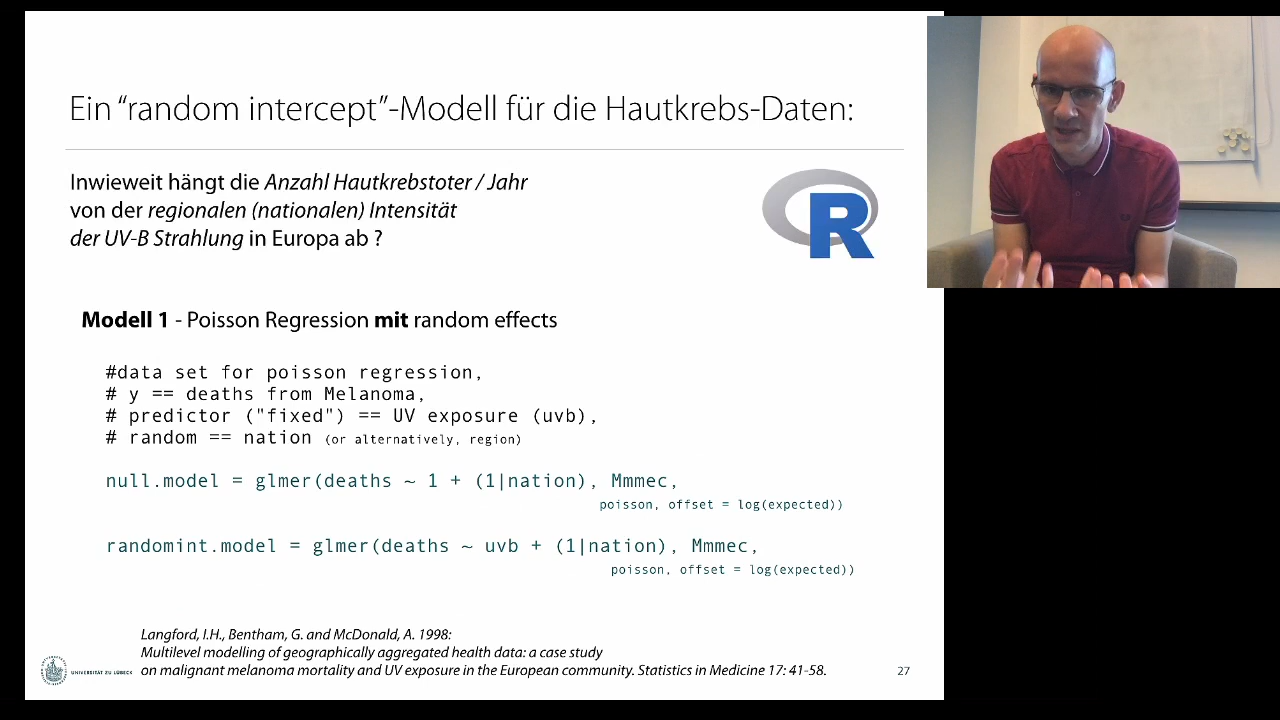 Ein “random intercept”-Modell für die Hautkrebs-Daten:
Inwieweit hängt die Anzahl Hautkrebstoter / Jahr
von der regionalen (nationalen) Intensität
der UV-B Strahlung in Europa ab ?
R
Modell 1 - Poisson Regression mit random effects
#data set for poisson regression,
# y == deaths from Melanoma,
# predictor ("fixed") == UV exposure (uvb),
# random == nation (or alternatively, region)
null.model = glmer(deaths ~ 1 + (1|nation), Mmmec,
poisson, offset = log(expected))
randomint.model = glmer(deaths ~ uvb + (1|nation), Mmmec,
poisson, offset = log(expected))
Langford, I.H., Bentham, G. and McDonald, A. 1998:
Multilevel modelling of geographically aggregated health data: a case study
on malignant melanoma mortality and UV exposure in the European community. Statistics in Medicine 17: 41-58.
UNIVERSITÄT ZU LÜBECK
27